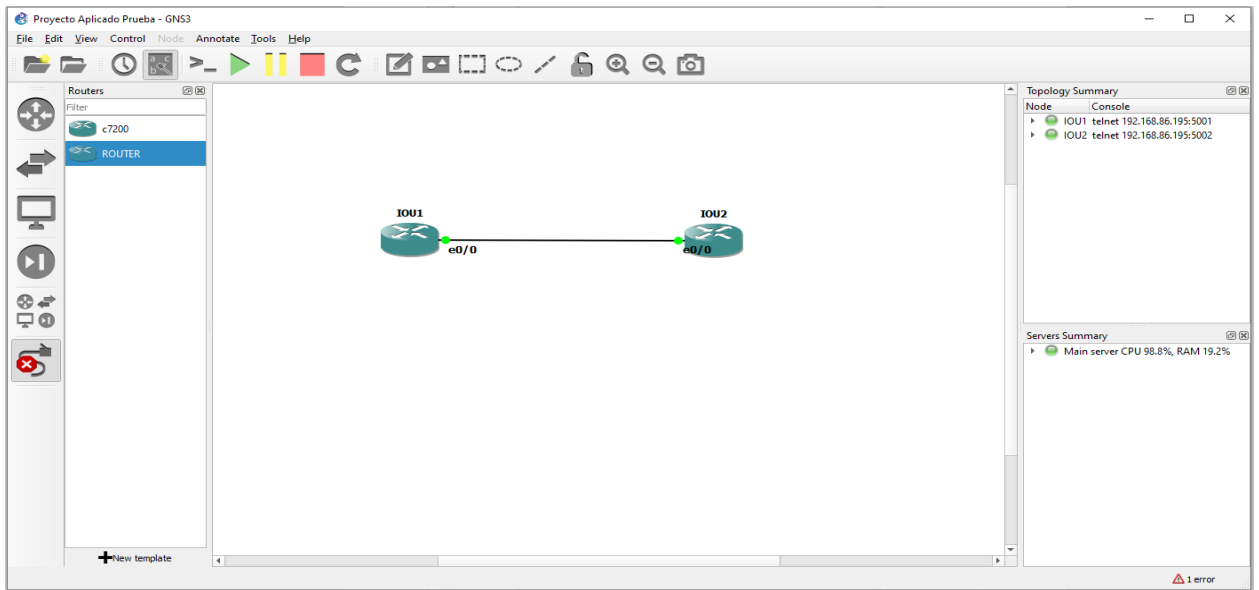 Proyecto Aplicado Prueba - GNS3
File Edit View Control Node Annotate Tools Help
Routers
Filter
c7200
ROUTER
New template
IOU1
IOU2
e0/0
e0/0
Topology Summary
Node Console
IOU1 telnet 192.168.86.195:5001
IOU2 telnet 192.168.86.195:5002
Servers Summary
Main server CPU 98.8%, RAM 19.2%
1 error